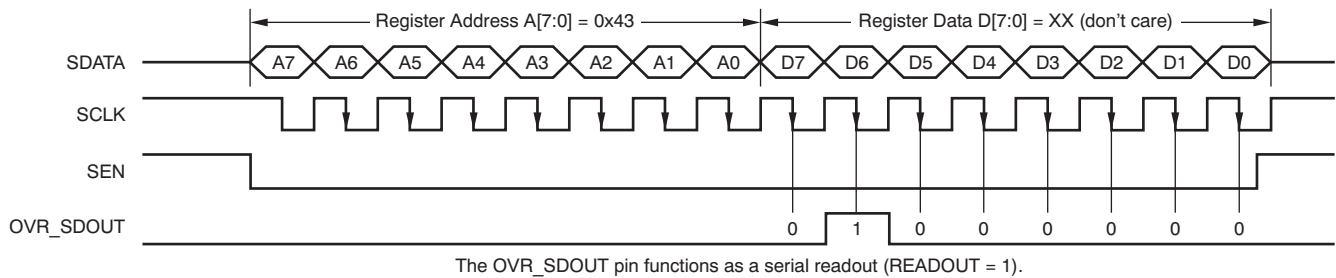 Register Address A[7:0] = 0x43 Register Data D[7:0] = XX (don't care)
SDATA A7 A6 A5 A4 A3 A2 A1 A0 D7 D6 D5 D4 D3 D2 D1 D0
SCLK
SEN
OVR_SDOUT 0 1 0 0 0 0 0 0
The OVR_SDOUT pin functions as a serial readout (READOUT = 1).